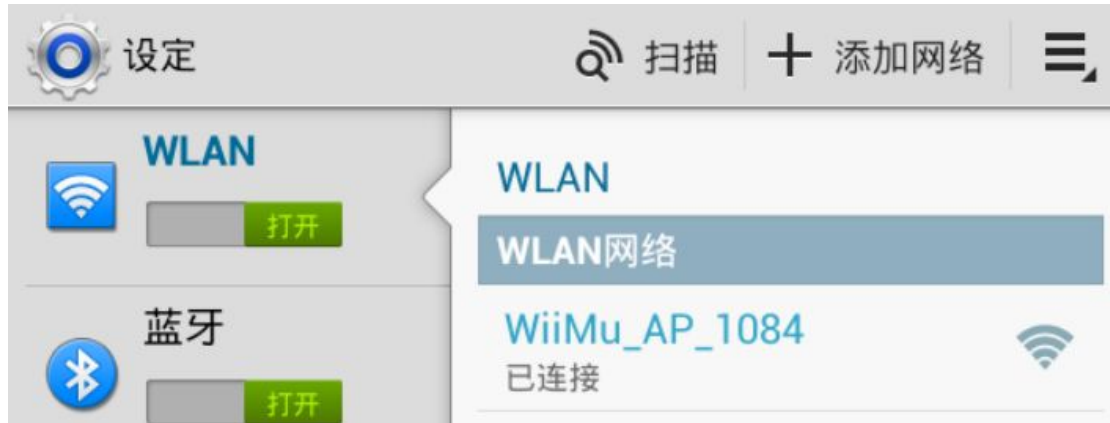 设定
扫描
添加网络
WLAN
打开
蓝牙
打开
WLAN
WLAN网络
WiiMu_AP_1084
已连接